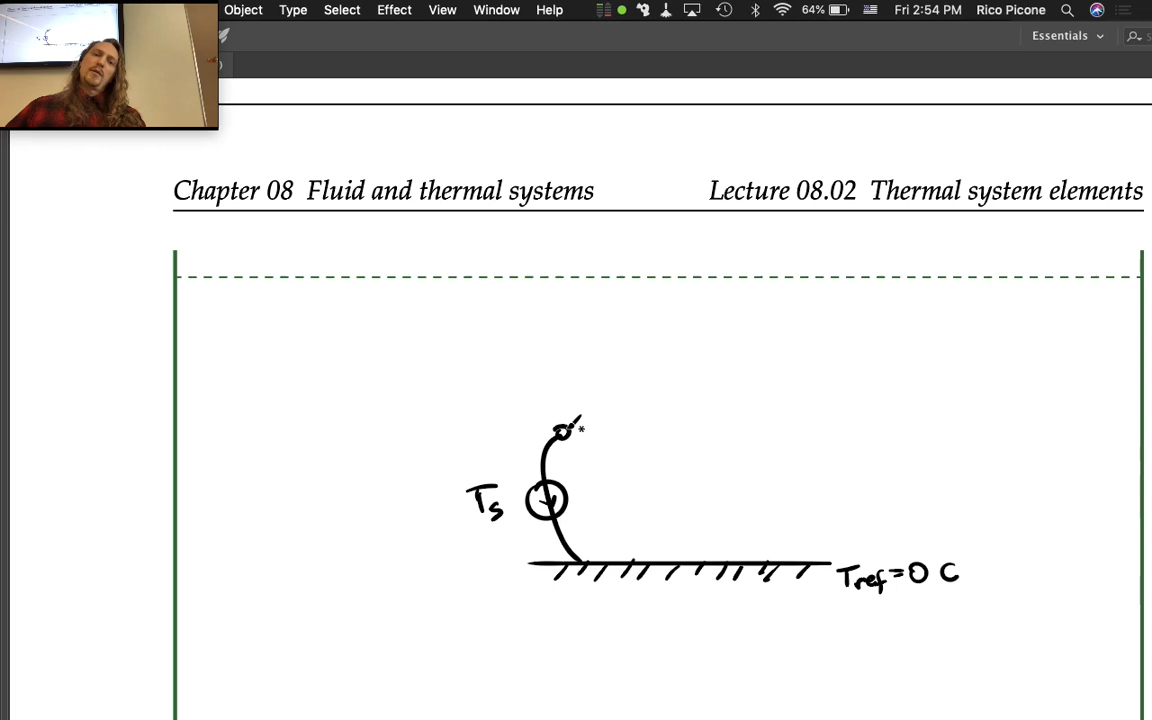 Object Type Select Effect View Window Help 64% Fri 2:54 PM Rico Picone
Essentials
Chapter 08 Fluid and thermal systems Lecture 08.02 Thermal system elements
Ts
Tref = 0 C